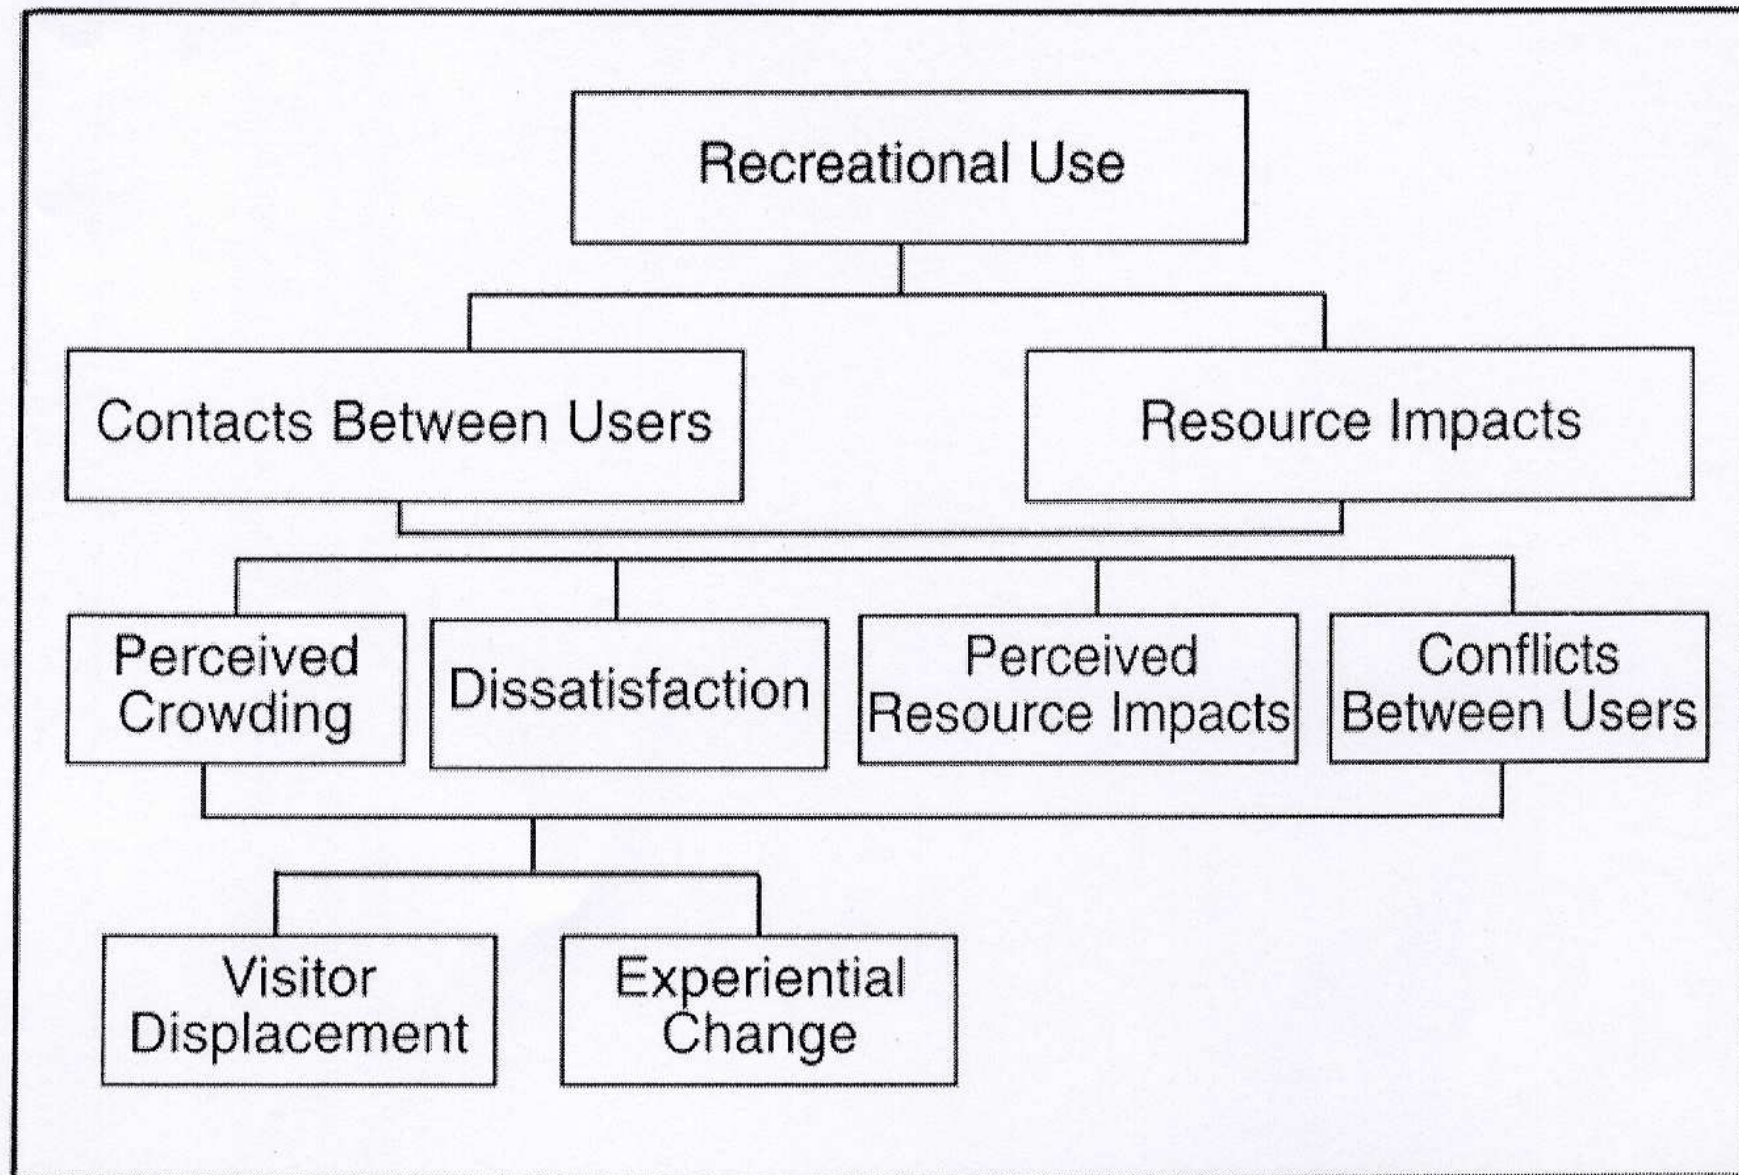 Recreational Use
Contacts Between Users
Resource Impacts
Perceived
Crowding
Dissatisfaction
Perceived
Resource Impacts
Conflicts
Between Users
Visitor
Displacement
Experiential
Change